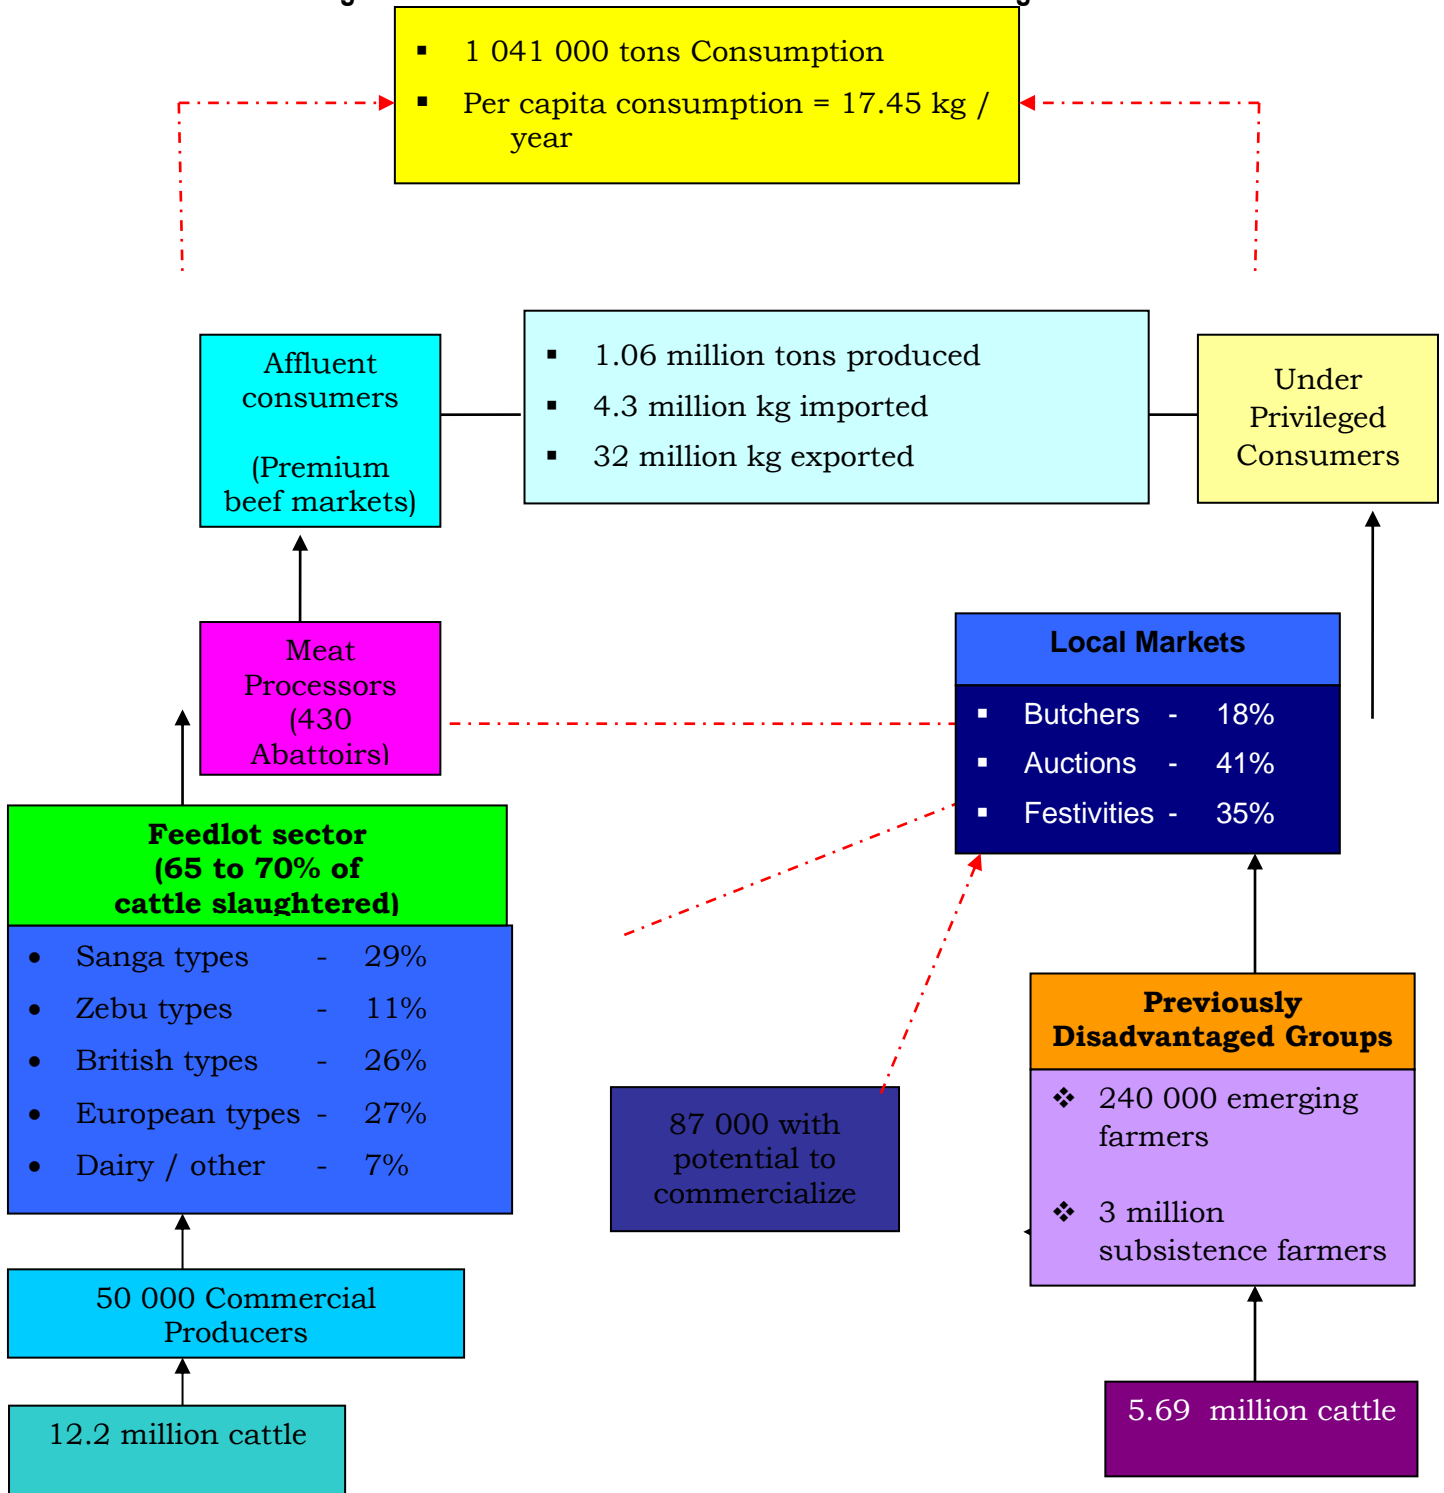 ▪ 1 041 000 tons Consumption
▪ Per capita consumption = 17.45 kg /
year
Affluent
consumers
(Premium
beef markets)
▪ 1.06 million tons produced
▪ 4.3 million kg imported
▪ 32 million kg exported
Under
Privileged
Consumers
Meat
Processors
(430
Abattoirs)
Local Markets
▪ Butchers - 18%
▪ Auctions - 41%
▪ Festivities - 35%
Feedlot sector
(65 to 70% of
cattle slaughtered)
• Sanga types - 29%
• Zebu types - 11%
• British types - 26%
• European types - 27%
• Dairy / other - 7%
Previously
Disadvantaged Groups
❖ 240 000 emerging
farmers
❖ 3 million
subsistence farmers
87 000 with
potential to
commercialize
50 000 Commercial
Producers
12.2 million cattle
5.69 million cattle